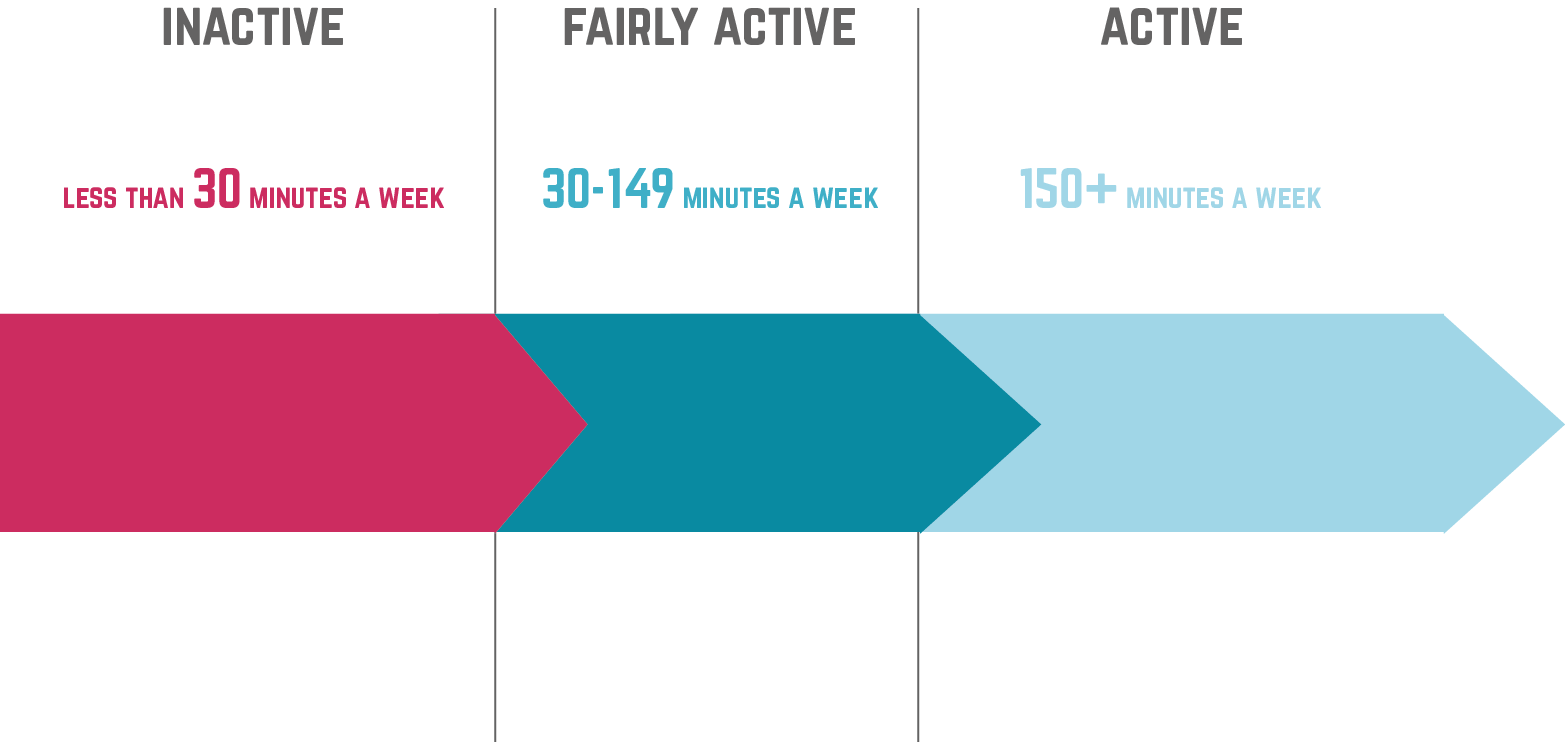 INACTIVE
FAIRLY ACTIVE
ACTIVE
LESS THAN 30 MINUTES A WEEK
30-149 MINUTES A WEEK
150+ MINUTES A WEEK